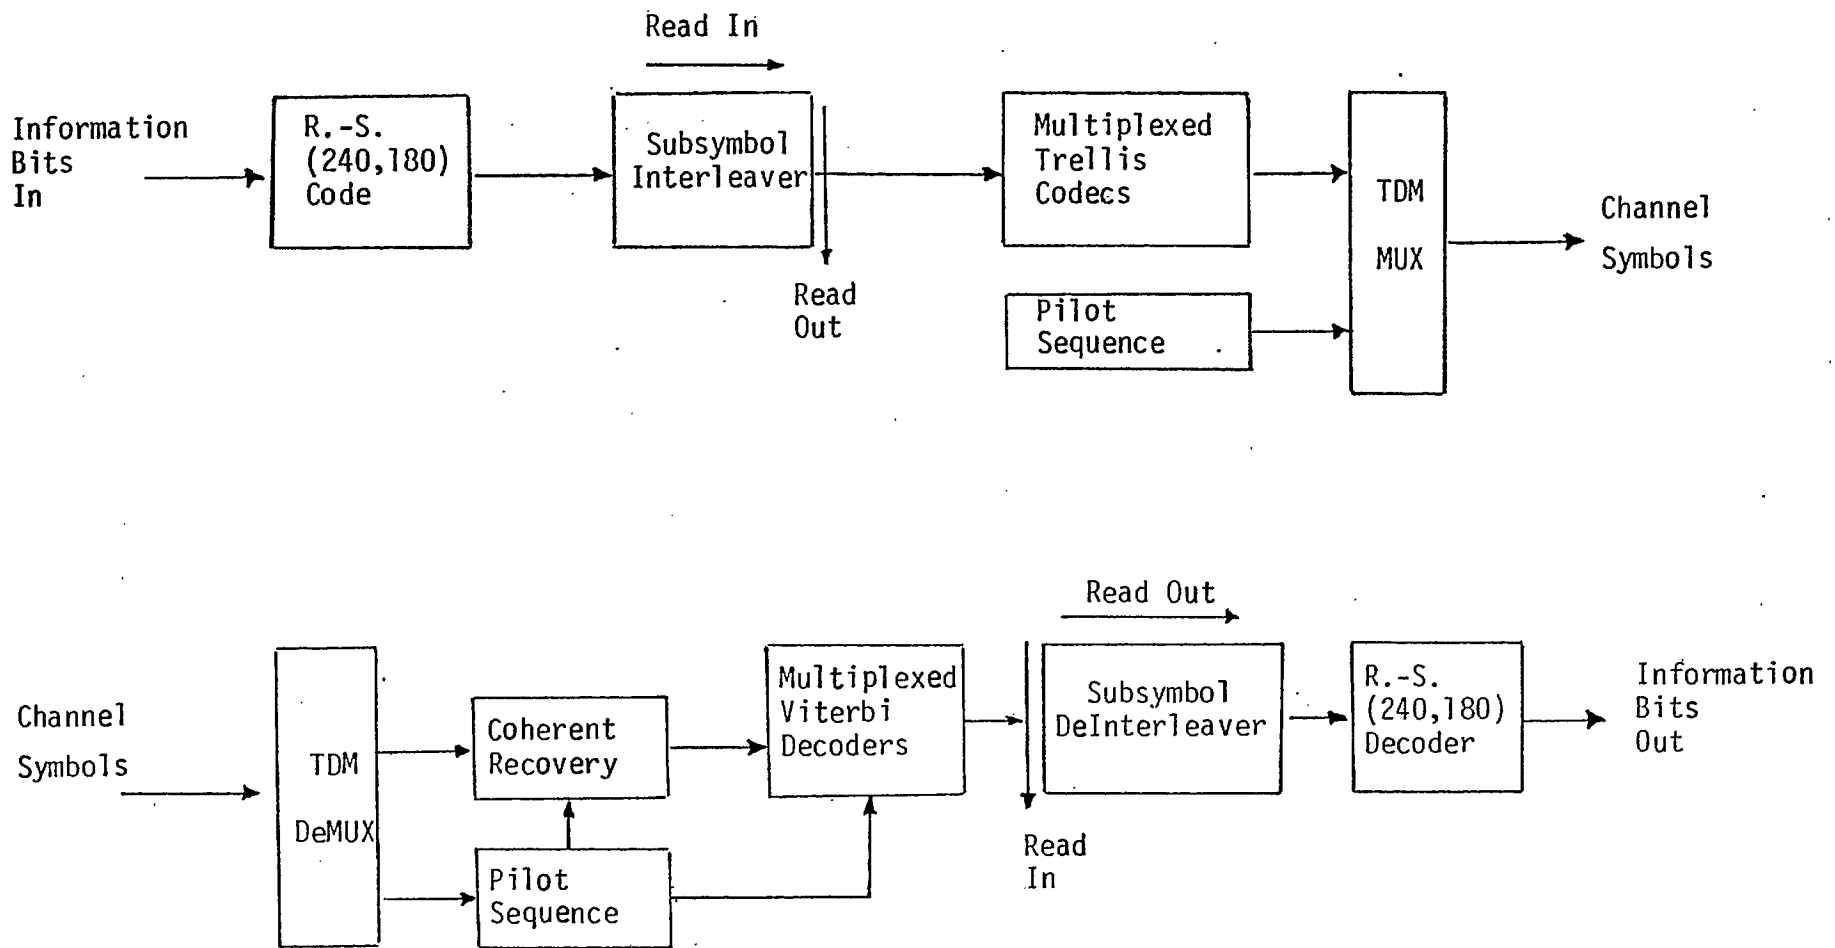 Read In
Information
Bits
In
R.-S.
(240,180)
Code
Subsymbol
Interleaver
Read
Out
Multiplexed
Trellis
Codecs
Pilot
Sequence
TDM
MUX
Channel
Symbols
Channel
Symbols
TDM
DeMUX
Coherent
Recovery
Pilot
Sequence
Multiplexed
Viterbi
Decoders
Read Out
Read
In
Subsymbol
DeInterleaver
R.-S.
(240,180)
Decoder
Information
Bits
Out